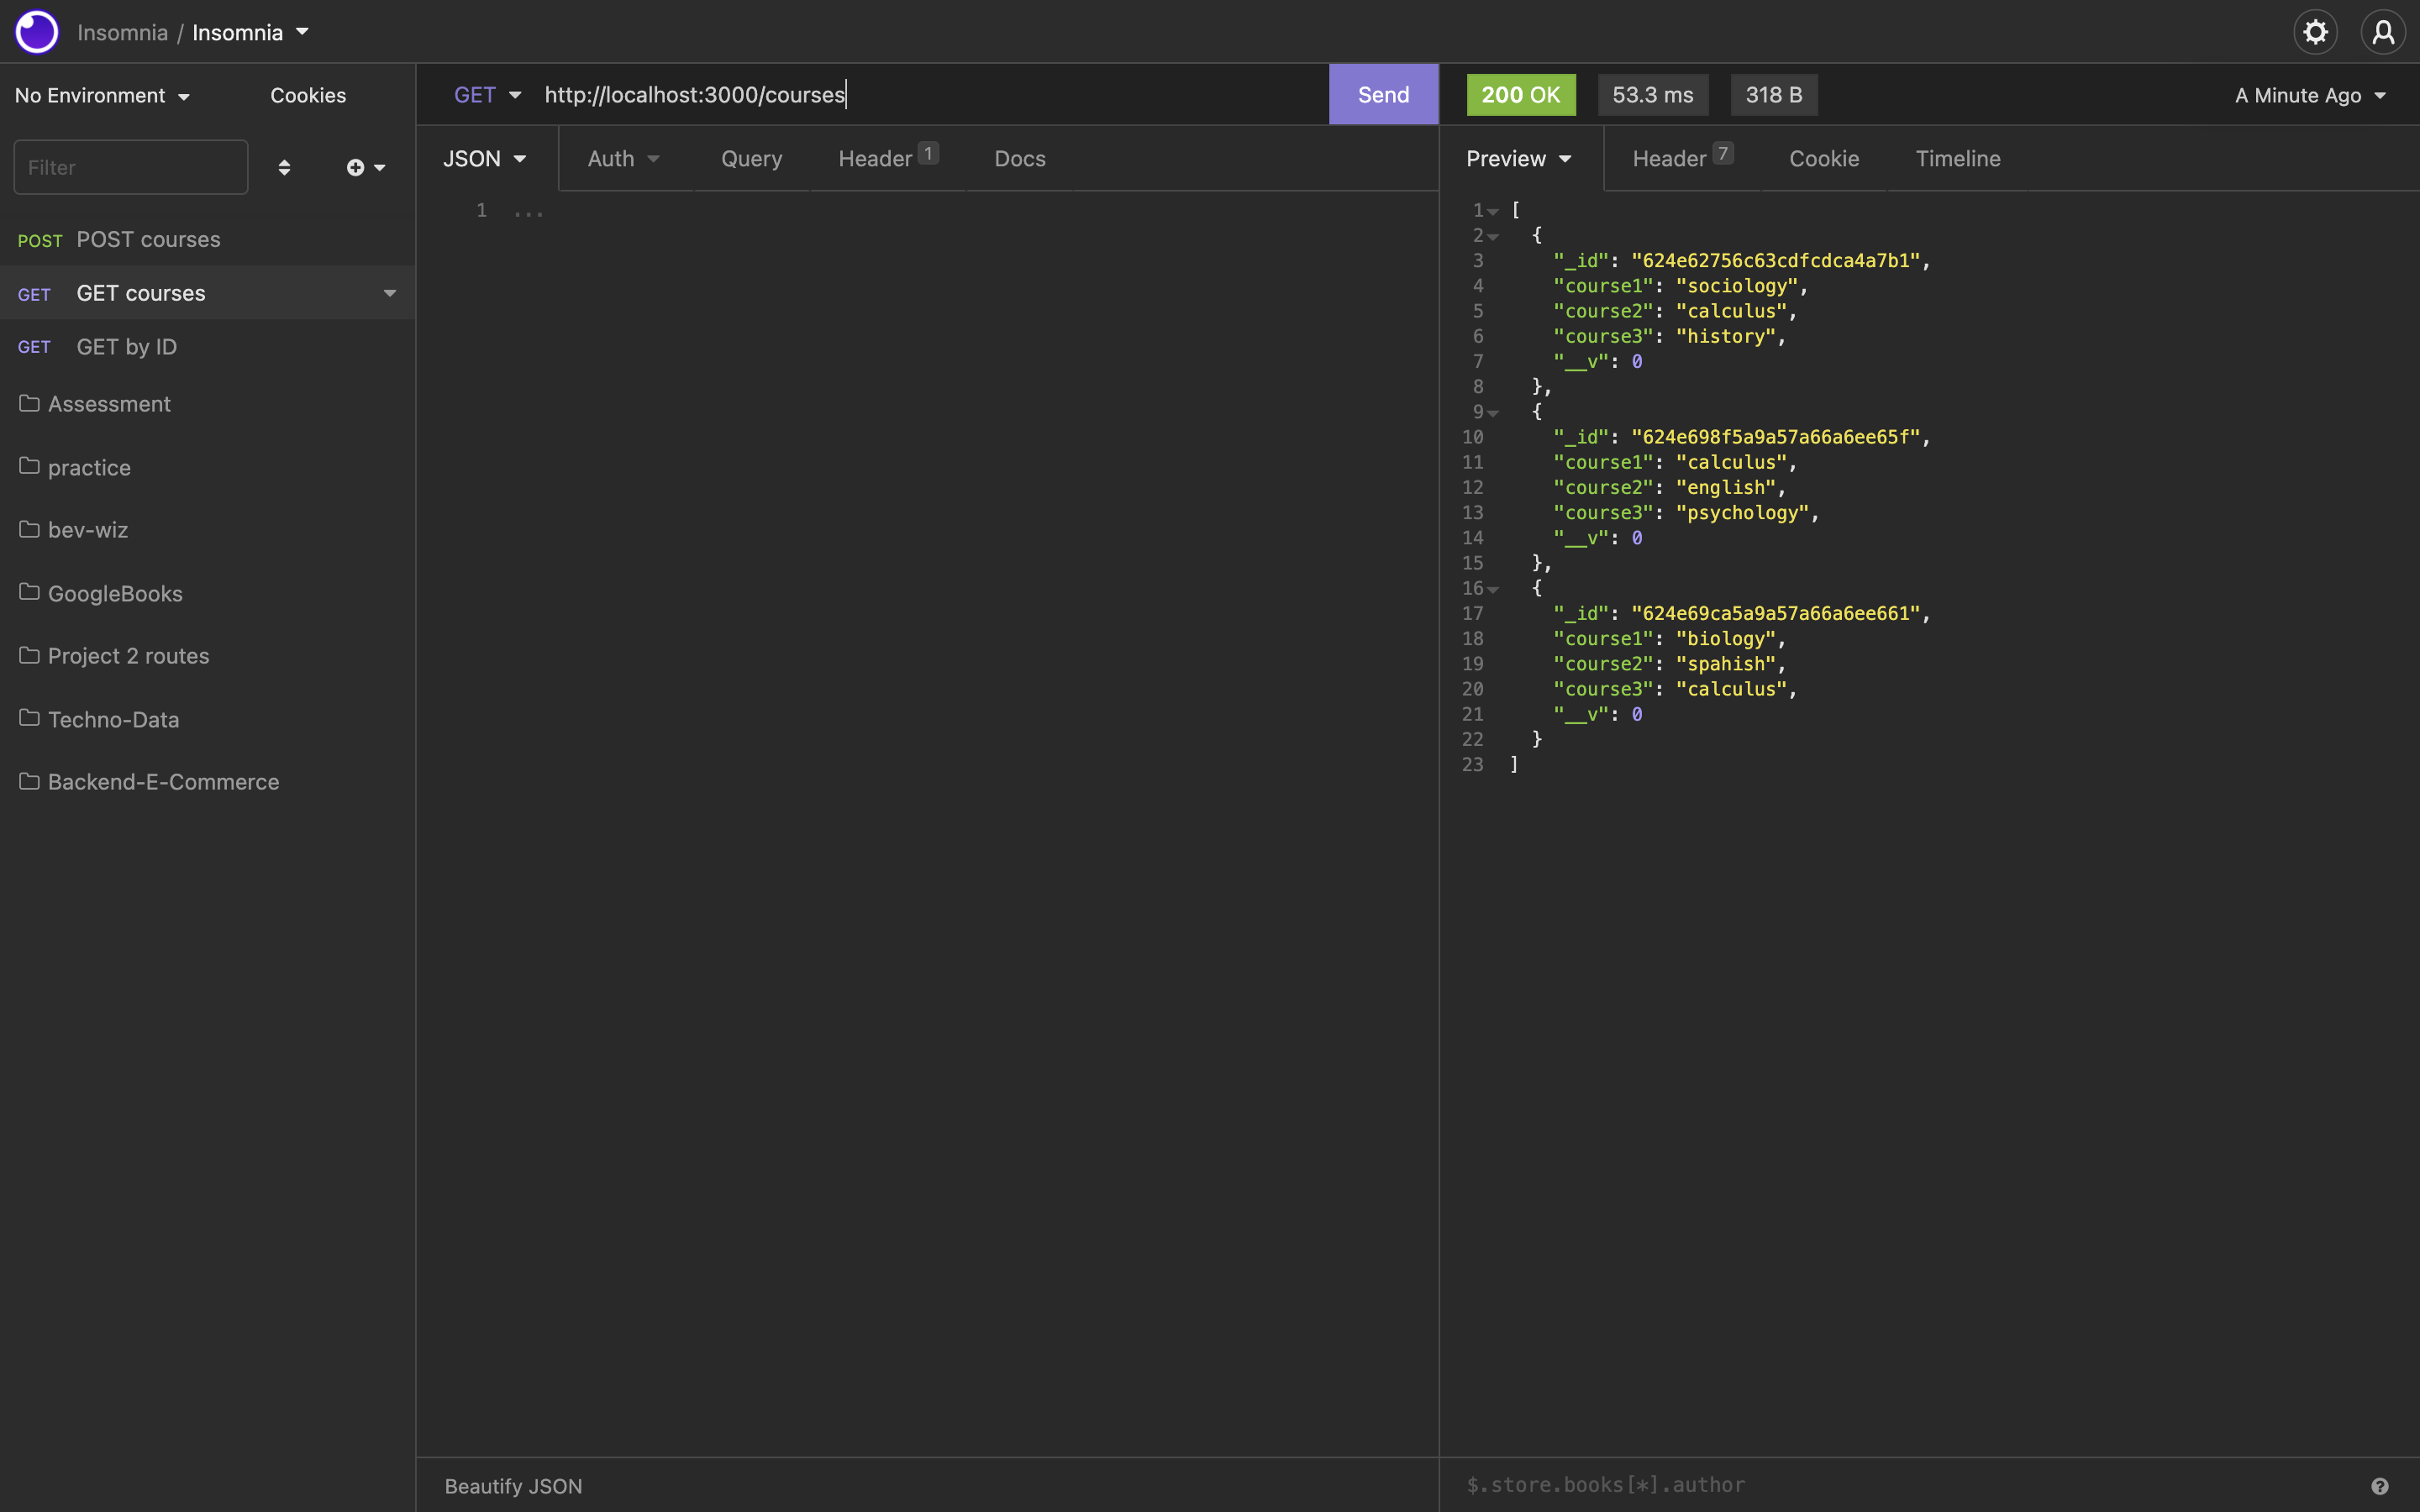 Insomnia / Insomnia
No Environment
Cookies
Filter
POST POST courses
GET GET courses
GET GET by ID
Assessment
practice
bev-wiz
GoogleBooks
Project 2 routes
Techno-Data
Backend-E-Commerce
GET http://localhost:3000/courses Send
JSON Auth Query Header 1 Docs
1 ...
Beautify JSON
200 OK 53.3 ms 318 B A Minute Ago
Preview Header 7 Cookie Timeline
1 [
2 {
3 "_id": "624e62756c63cdfcdca4a7b1",
4 "course1": "sociology",
5 "course2": "calculus",
6 "course3": "history",
7 "__v": 0
8 },
9 {
10 "_id": "624e698f5a9a57a66a6ee65f",
11 "course1": "calculus",
12 "course2": "english",
13 "course3": "psychology",
14 "__v": 0
15 },
16 {
17 "_id": "624e69ca5a9a57a66a6ee661",
18 "course1": "biology",
19 "course2": "spahish",
20 "course3": "calculus",
21 "__v": 0
22 }
23 ]
$.store.books[*].author